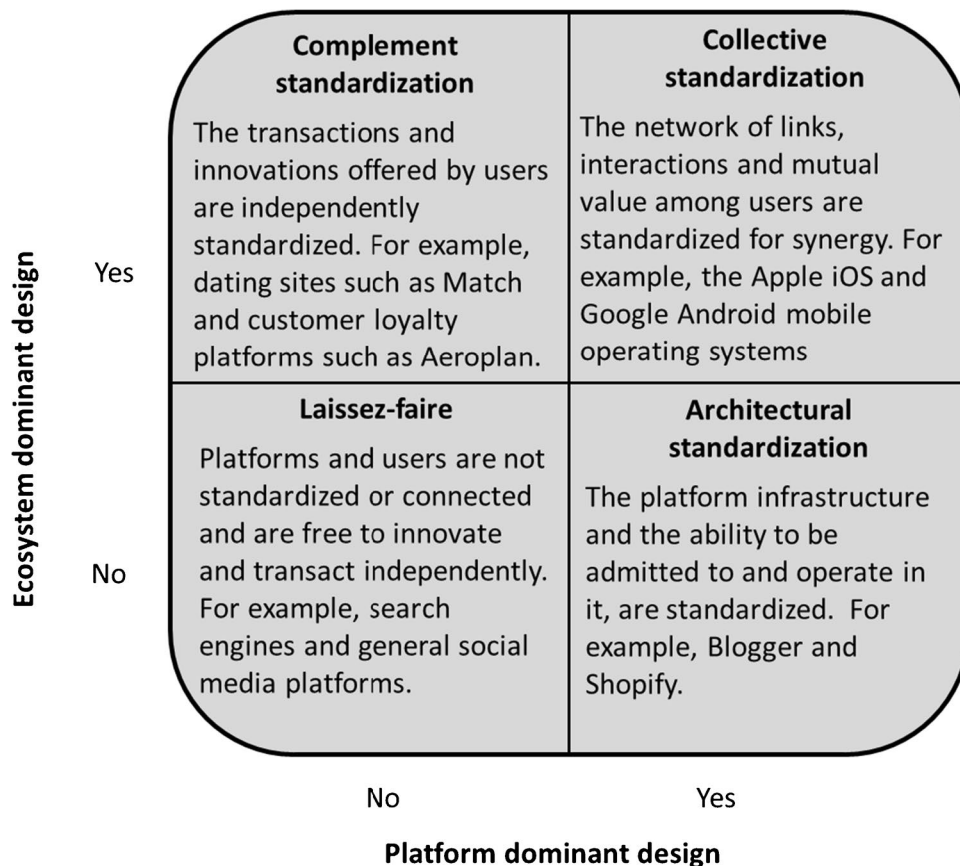 Complement
standardization
The transactions and
innovations offered by users
are independently
standardized. For example,
dating sites such as Match
and customer loyalty
platforms such as Aeroplan.
Collective
standardization
The network of links,
interactions and mutual
value among users are
standardized for synergy. For
example, the Apple iOS and
Google Android mobile
operating systems
Laissez-faire
Platforms and users are not
standardized or connected
and are free to innovate
and transact independently.
For example, search
engines and general social
media platforms.
Architectural
standardization
The platform infrastructure
and the ability to be
admitted to and operate in
it, are standardized.  For
example, Blogger and
Shopify.
Ecosystem dominant design
Yes
No
No
Yes
Platform dominant design